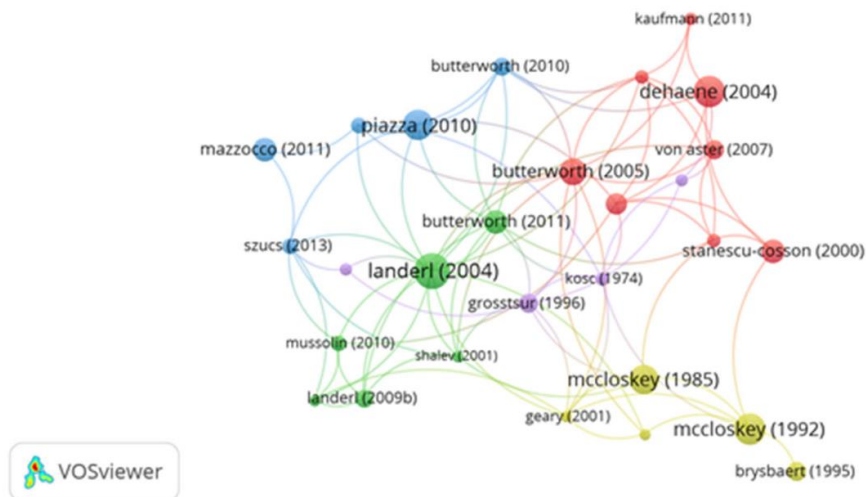 kaufmann (2011)
butterworth (2010)
dehaene (2004)
piazza (2010)
mazzocco (2011)
von aster (2007)
butterworth (2005)
butterworth (2011)
szucs (2013)
stanescu-cosson (2000)
landerl (2004)
kosc (1974)
grosstsur (1996)
mussolin (2010)
shalev (2001)
mccloskey (1985)
landerl (2009b)
geary (2001)
mccloskey (1992)
brysbaert (1995)
VOSviewer